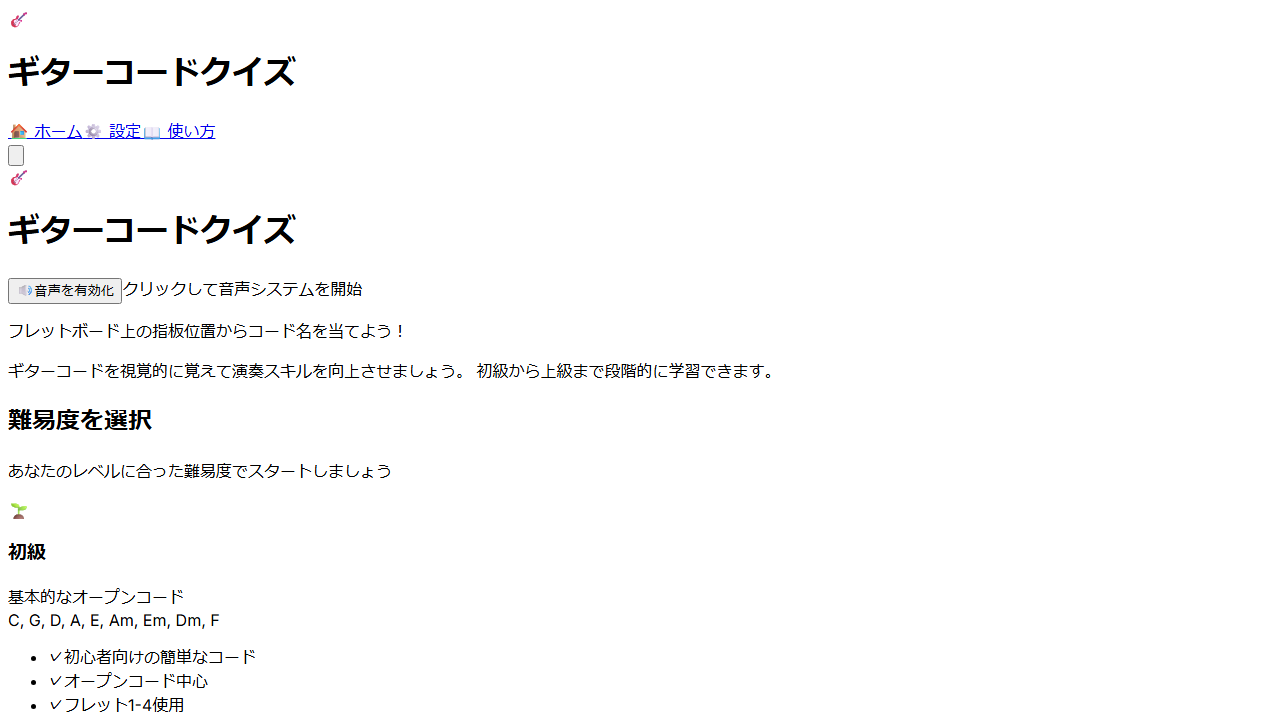 🎸
ギターコードクイズ
🏠 ホーム⚙️ 設定📖 使い方
🎸
ギターコードクイズ
🔊音声を有効化クリックして音声システムを開始
フレットボード上の指板位置からコード名を当てよう！
ギターコードを視覚的に覚えて演奏スキルを向上させましょう。 初級から上級まで段階的に学習できます。
難易度を選択
あなたのレベルに合った難易度でスタートしましょう
🌱
初級
基本的なオープンコード
C, G, D, A, E, Am, Em, Dm, F
• ✓初心者向けの簡単なコード
• ✓オープンコード中心
• ✓フレット1-4使用